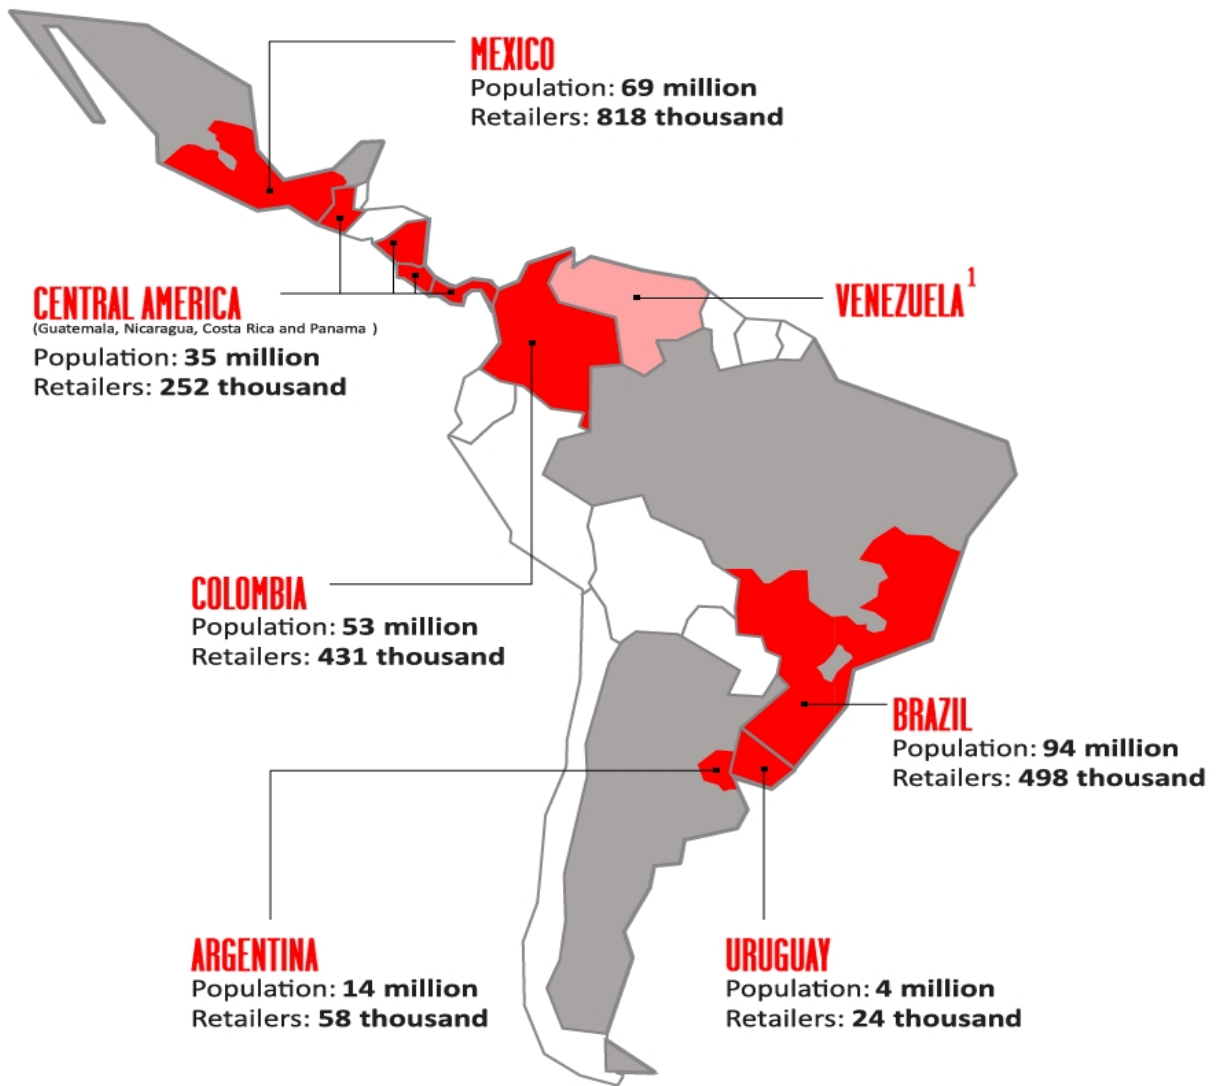 MEXICO
Population: 69 million
Retailers: 818 thousand
CENTRAL AMERICA
(Guatemala, Nicaragua, Costa Rica and Panama )
Population: 35 million
Retailers: 252 thousand
VENEZUELA1
COLOMBIA
Population: 53 million
Retailers: 431 thousand
BRAZIL
Population: 94 million
Retailers: 498 thousand
ARGENTINA
Population: 14 million
Retailers: 58 thousand
URUGUAY
Population: 4 million
Retailers: 24 thousand